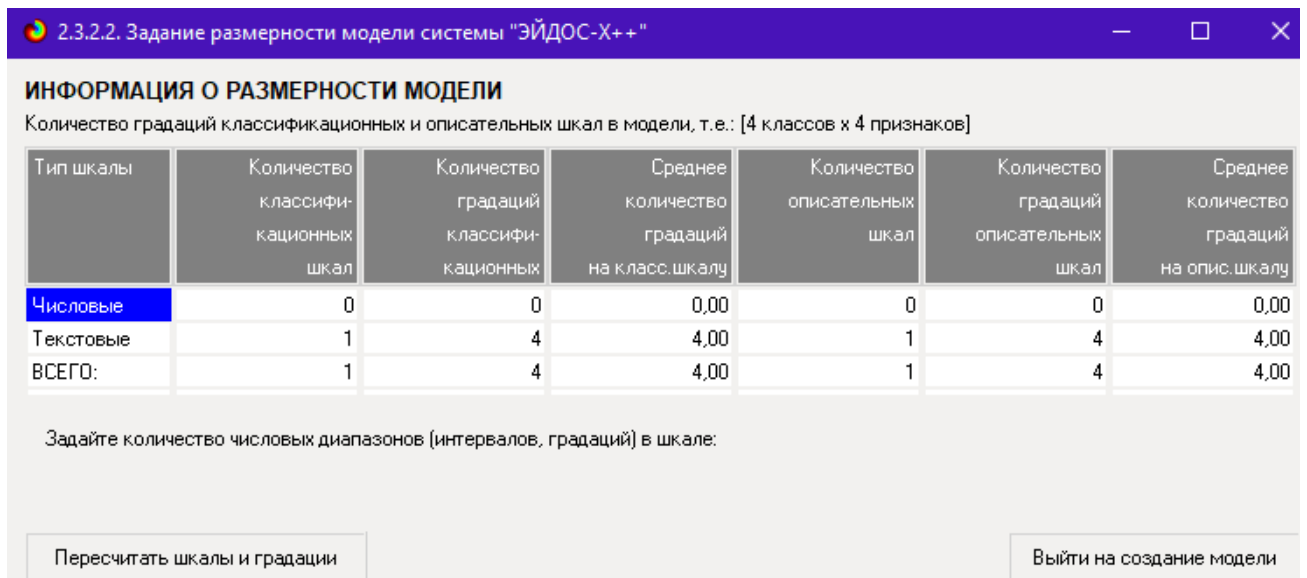 2.3.2.2. Задание размерности модели системы "ЭЙДОС-X++"
ИНФОРМАЦИЯ О РАЗМЕРНОСТИ МОДЕЛИ
Количество градаций классификационных и описательных шкал в модели, т.е.: [4 классов x 4 признаков]
Тип шкалы Количество Количество Среднее Количество Количество Среднее
классифи- градаций количество описательных градаций количество
кационных классифи- градаций шкал описательных градаций
шкал кационных на класс.шкалу шкал на опис.шкалу
Числовые 0 0 0,00 0 0 0,00
Текстовые 1 4 4,00 1 4 4,00
ВСЕГО: 1 4 4,00 1 4 4,00
Задайте количество числовых диапазонов (интервалов, градаций) в шкале:
Пересчитать шкалы и градации Выйти на создание модели